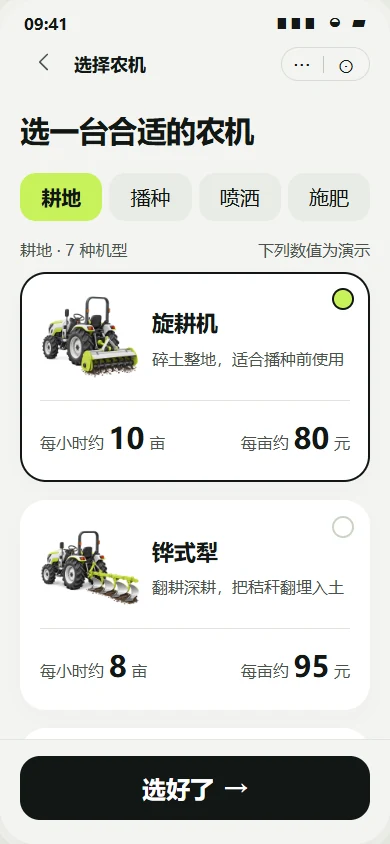 09:41
选择农机
选一台合适的农机
耕地 播种 喷洒 施肥
耕地 · 7 种机型 下列数值为演示
旋耕机
碎土整地，适合播种前使用
每小时约 10 亩 每亩约 80 元
铧式犁
翻耕深耕，把秸秆翻埋入土
每小时约 8 亩 每亩约 95 元
选好了 →